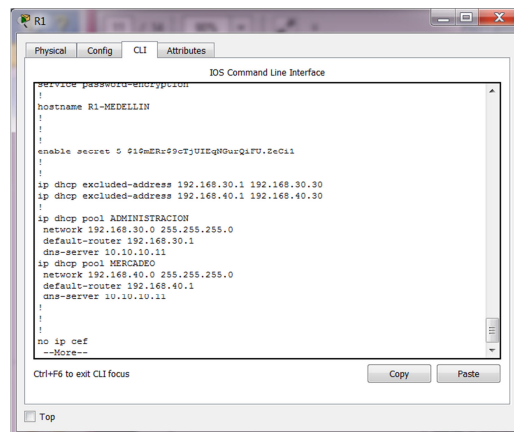 R1
Physical Config CLI Attributes
IOS Command Line Interface
service password-encryption
!
hostname R1-MEDELLIN
!
!
!
enable secret 5
!
!
ip dhcp excluded-address 192.168.30.1 192.168.30.30
ip dhcp excluded-address 192.168.40.1 192.168.40.30
!
ip dhcp pool ADMINISTRACION
network 192.168.30.0 255.255.255.0
default-router 192.168.30.1
dns-server 10.10.10.11
ip dhcp pool MERCADEO
network 192.168.40.0 255.255.255.0
default-router 192.168.40.1
dns-server 10.10.10.11
!
!
!
no ip cef
--More--
Ctrl+F6 to exit CLI focus
Copy Paste
Top